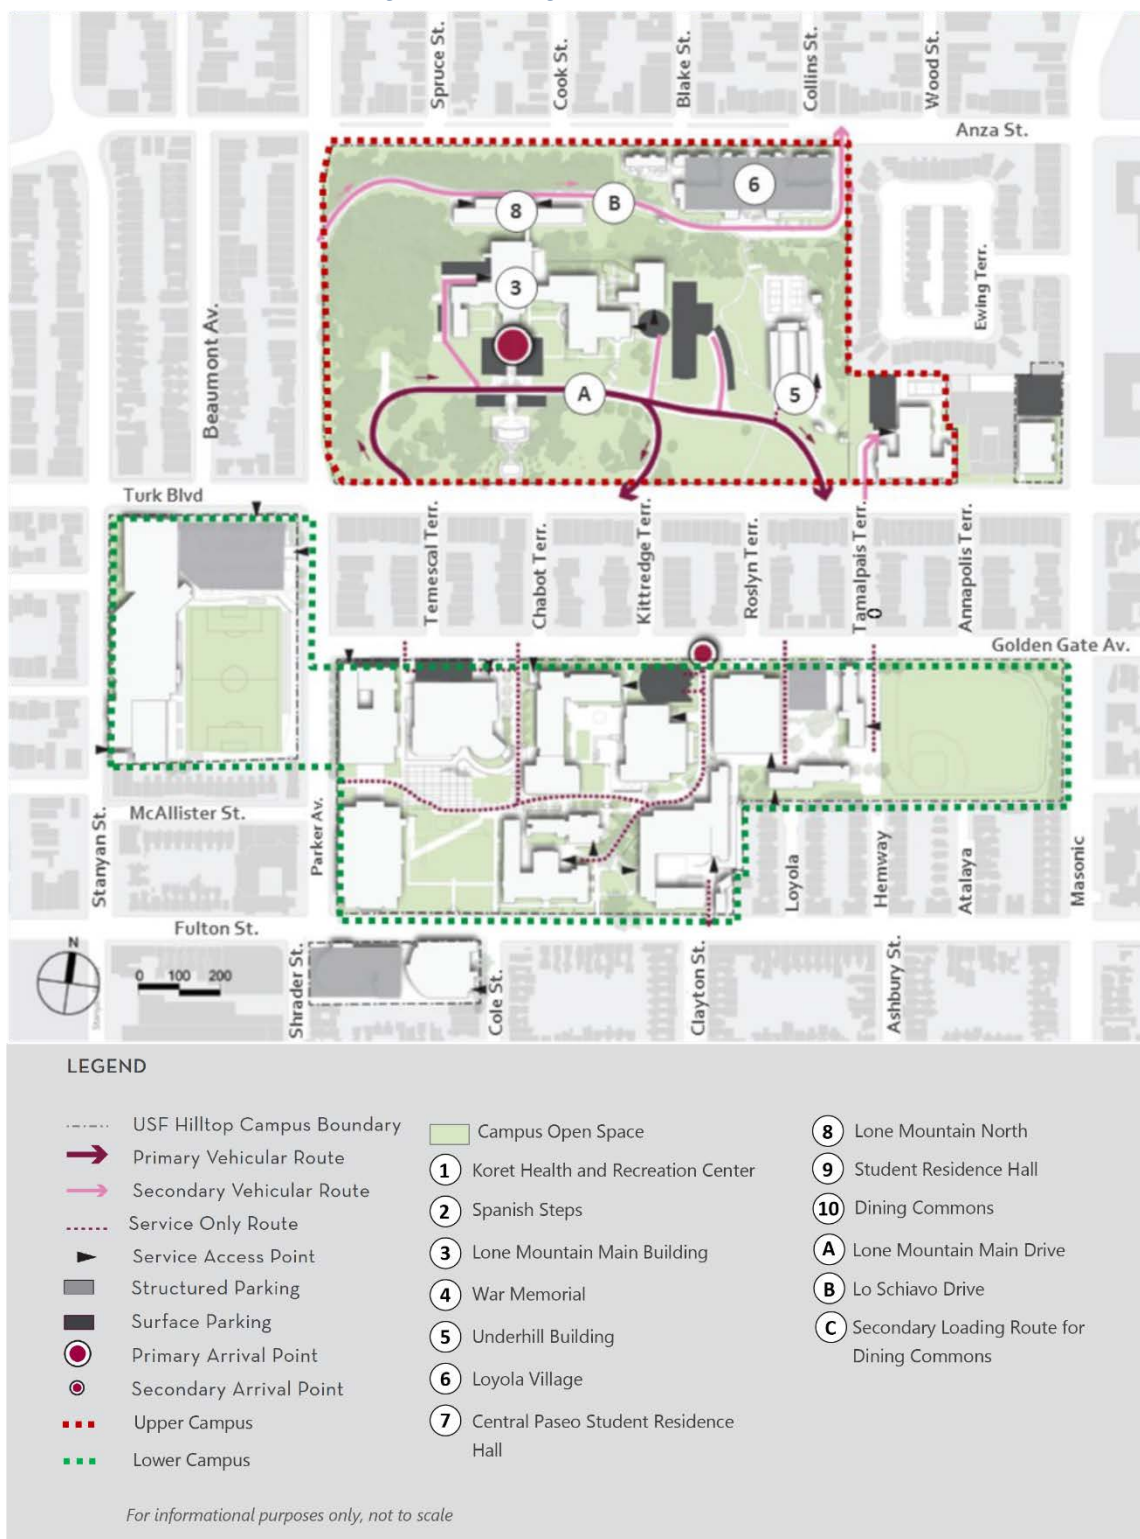 Spruce St.
Cook St.
Blake St.
Collins St.
Wood St.
Anza St.
6
8
B
3
Ewing Terr.
Beaumont Av.
A
5
Turk Blvd
Temescal Terr.
Chabot Terr.
Kittredge Terr.
Roslyn Terr.
Tamalpais Terr.
Annapolis Terr.
0
Golden Gate Av.
McAllister St.
Stanyan St.
Parker Av.
Loyola
Hemway
Atalaya
Masonic
Fulton St.
N
0 100 200
Shrader St.
Cole St.
Clayton St.
Ashbury St.
LEGEND
USF Hilltop Campus Boundary
Primary Vehicular Route
Secondary Vehicular Route
Service Only Route
Service Access Point
Structured Parking
Surface Parking
Primary Arrival Point
Secondary Arrival Point
Upper Campus
Lower Campus
Campus Open Space
1 Koret Health and Recreation Center
2 Spanish Steps
3 Lone Mountain Main Building
4 War Memorial
5 Underhill Building
6 Loyola Village
7 Central Paseo Student Residence
Hall
8 Lone Mountain North
9 Student Residence Hall
10 Dining Commons
A Lone Mountain Main Drive
B Lo Schiavo Drive
C Secondary Loading Route for
Dining Commons
For informational purposes only, not to scale